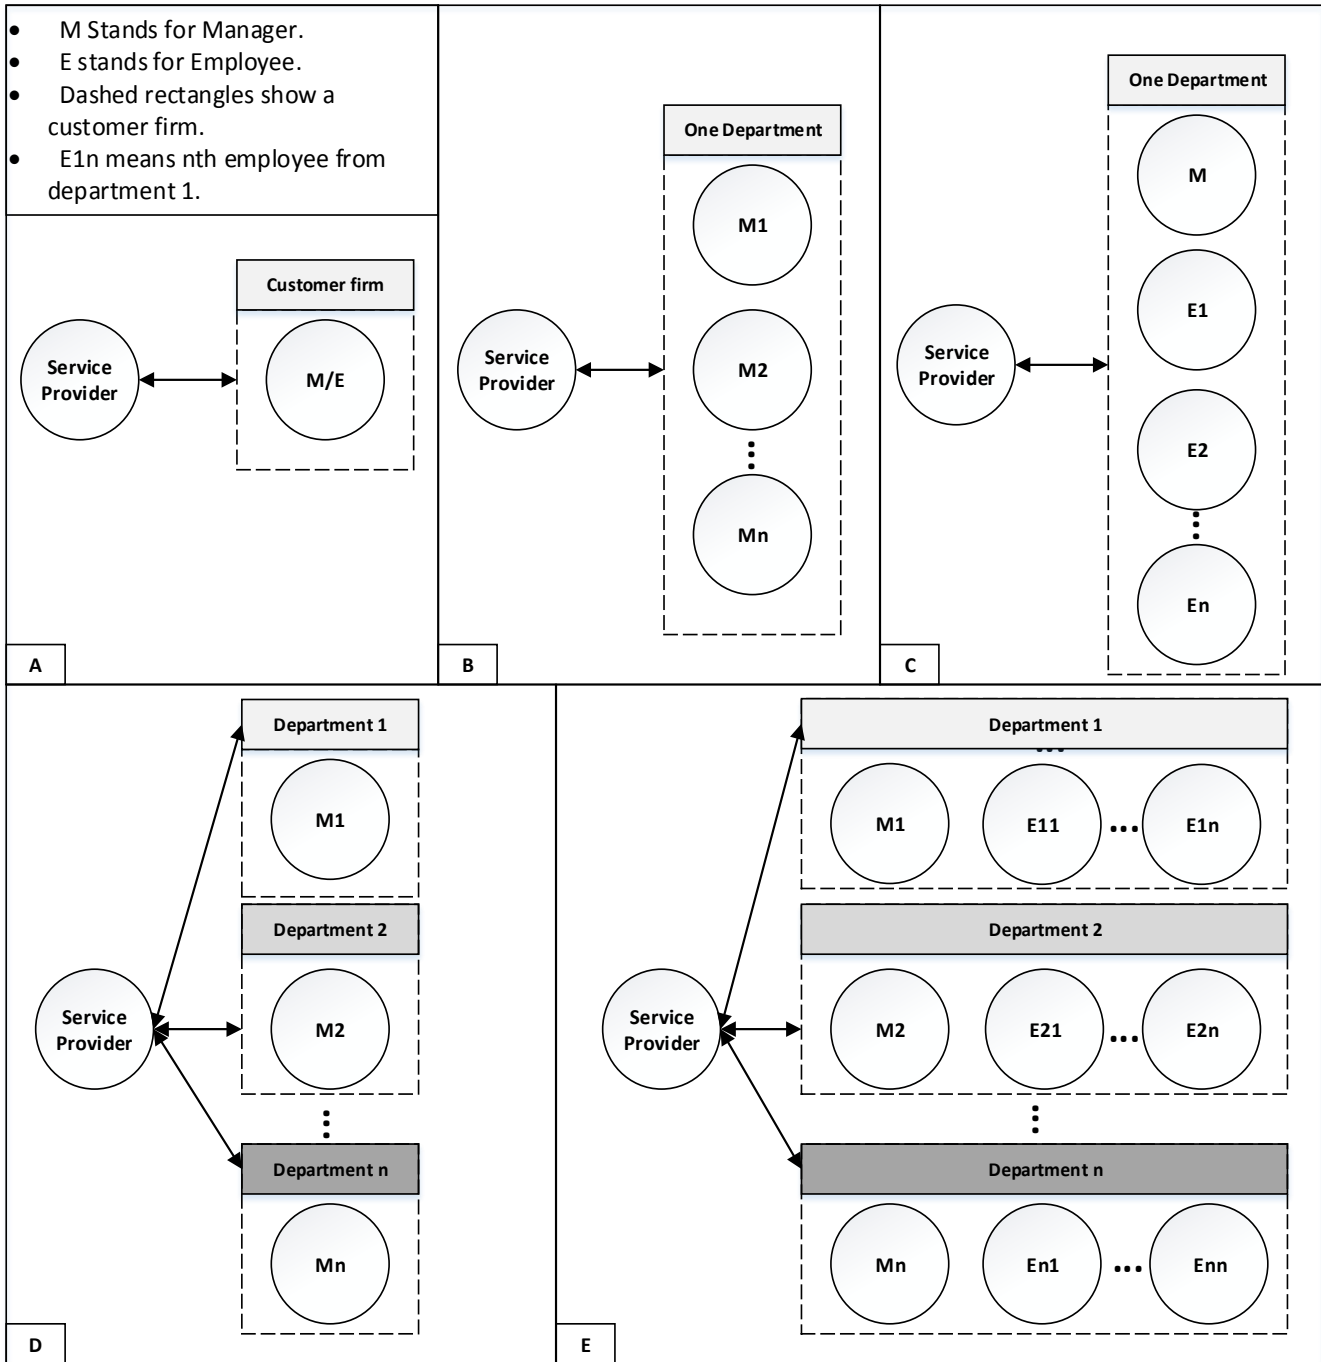 • M Stands for Manager.
• E stands for Employee.
• Dashed rectangles show a
customer firm.
• E1n means nth employee from
department 1.
Customer firm
Service
Provider
M/E
A
One Department
M1
Service
Provider
M2
Mn
B
One Department
M
E1
Service
Provider
E2
En
C
Department 1
M1
Department 2
Service
Provider
M2
Department n
Mn
D
Department 1
...
M1
E11
...
E1n
Department 2
Service
Provider
M2
E21
...
E2n
Department n
Mn
En1
...
Enn
E